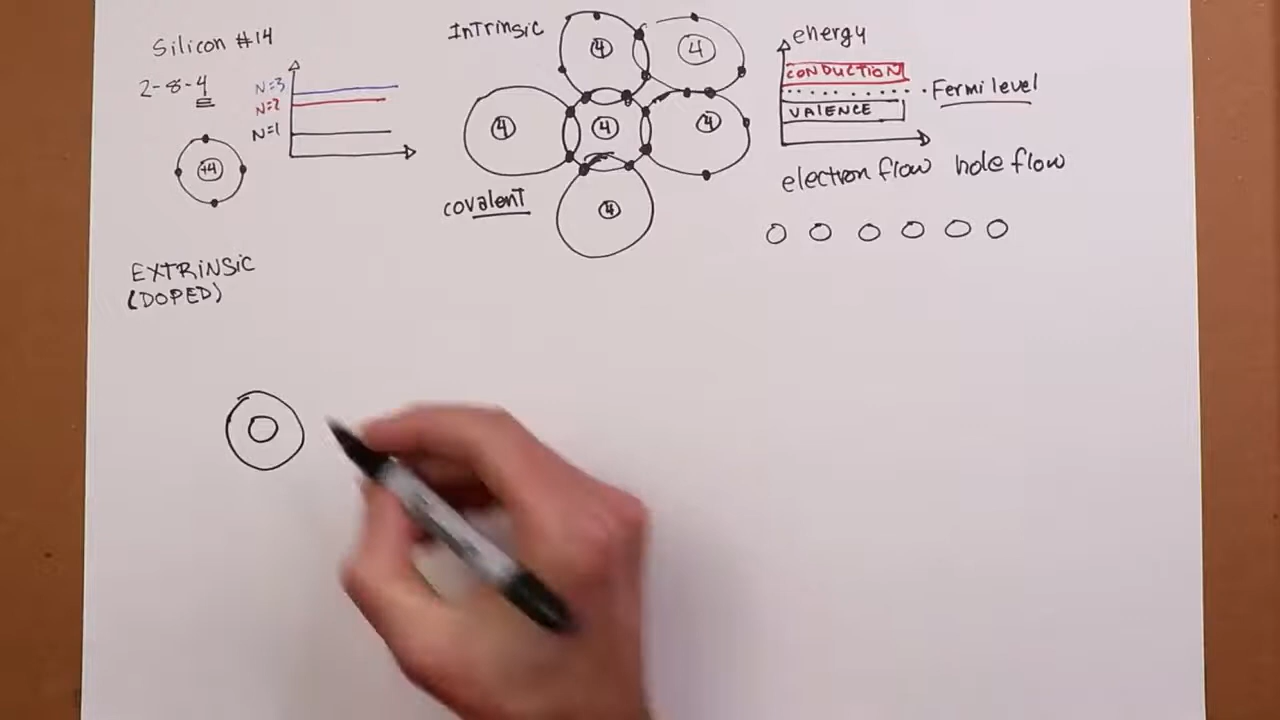 Silicon #14
2-8-4
+4
N=3
N=2
N=1
INTRINSIC
4
4
4
4
4
4
COVALENT
energy
CONDUCTION
Fermi level
VALENCE
electron flow hole flow
EXTRINSIC
(DOPED)